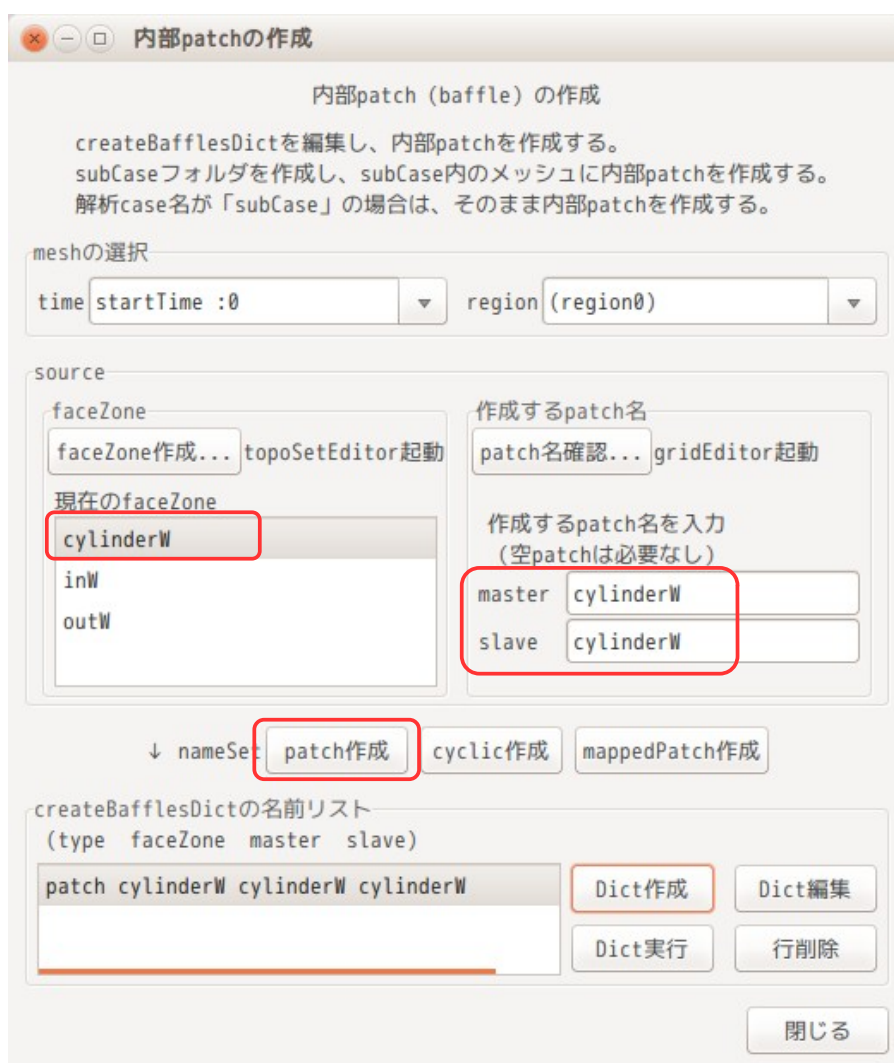 内部patchの作成
内部patch (baffle) の作成
createBafflesDictを編集し、内部patchを作成する。
subCaseフォルダを作成し、subCase内のメッシュに内部patchを作成する。
解析case名が「subCase」の場合は、そのまま内部patchを作成する。
meshの選択
time startTime :0 region (region0)
source
faceZone
faceZone作成... topoSetEditor起動
現在のfaceZone
cylinderW
inW
outW
作成するpatch名
patch名確認... gridEditor起動
作成するpatch名を入力
(空patchは必要なし)
master cylinderW
slave cylinderW
↓ nameSet patch作成 cyclic作成 mappedPatch作成
createBafflesDictの名前リスト
(type faceZone master slave)
patch cylinderW cylinderW cylinderW
Dict作成 Dict編集
Dict実行 行削除
閉じる